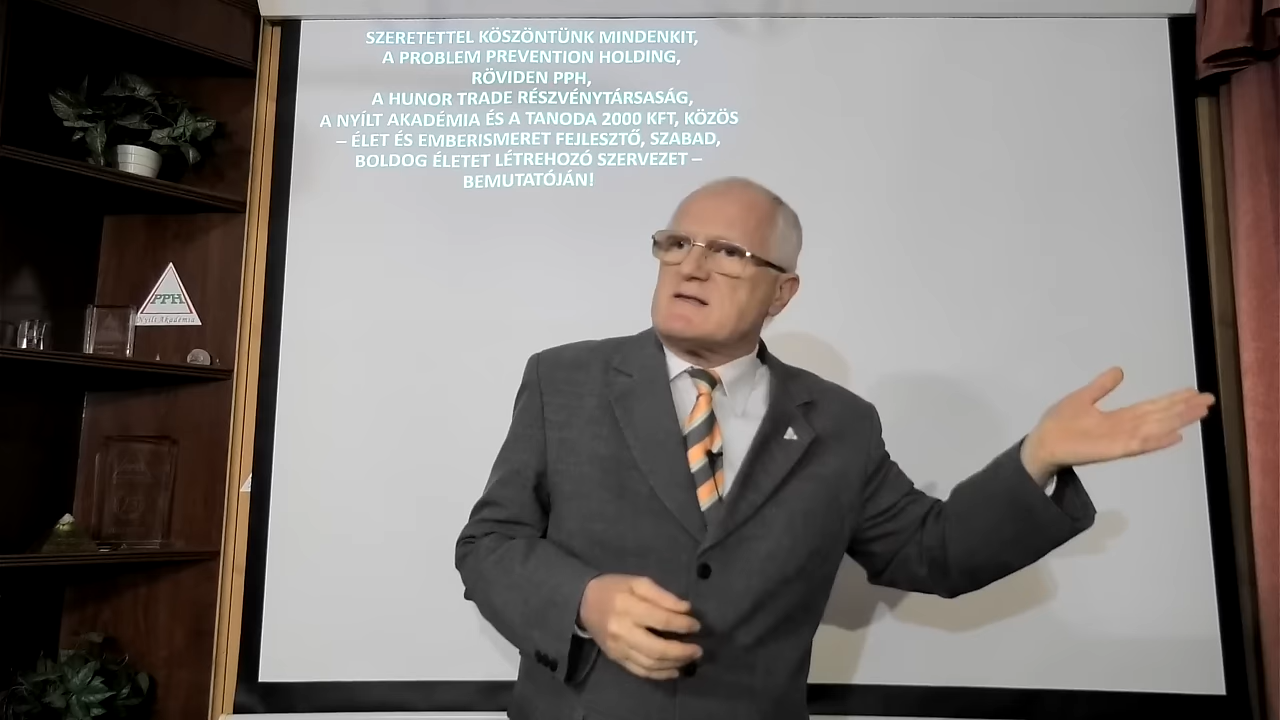 SZERETETTEL KÖSZÖNTÜNK MINDENKIT,
A PROBLEM PREVENTION HOLDING,
RÖVIDEN PPH,
A HUNOR TRADE RÉSZVÉNYTÁRSASÁG,
A NYÍLT AKADÉMIA ÉS A TANODA 2000 KFT, KÖZÖS
– ÉLET ÉS EMBERISMERET FEJLESZTŐ, SZABAD,
BOLDOG ÉLETET LÉTREHOZÓ SZERVEZET –
BEMUTATÓJÁN!
PPH
Nyílt Akadémia